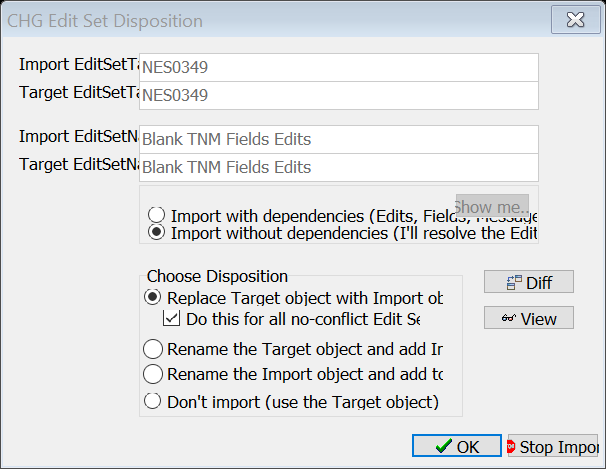 CHG Edit Set Disposition
Import EditSetTa
NES0349
Target EditSetTa
NES0349
Import EditSetNa
Blank TNM Fields Edits
Target EditSetNa
Blank TNM Fields Edits
Show me..
Import with dependencies (Edits, Fields, Message
Import without dependencies (I'll resolve the Edit
Choose Disposition
Replace Target object with Import ob
Do this for all no-conflict Edit Se
Rename the Target object and add Im
Rename the Import object and add to
Don't import (use the Target object)
Diff
View
OK
Stop Impor